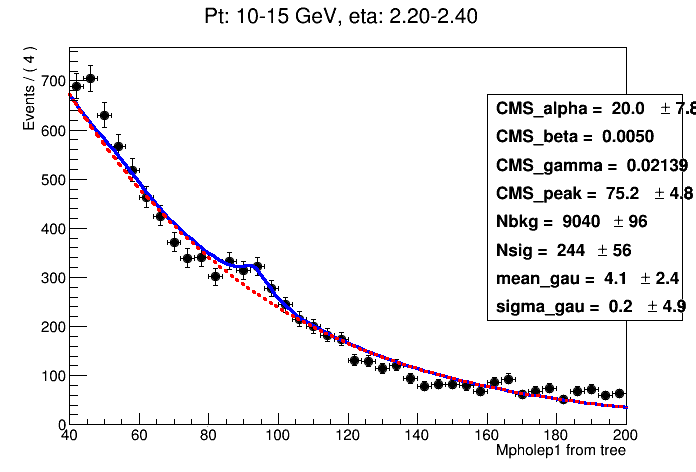 Pt: 10-15 GeV, eta: 2.20-2.40
Events / ( 4 )
700
600
500
400
300
200
100
0
CMS_alpha = 20.0 ± 7.8
CMS_beta = 0.0050
CMS_gamma = 0.02139
CMS_peak = 75.2 ± 4.8
Nbkg = 9040 ± 96
Nsig = 244 ± 56
mean_gau = 4.1 ± 2.4
sigma_gau = 0.2 ± 4.9
40 60 80 100 120 140 160 180 200
Mpholep1 from tree